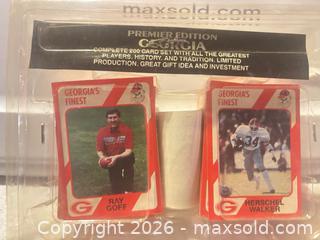 maxsold.com
PREMIER EDITION
GEORGIA
COMPLETE 200 CARD SET WITH ALL THE GREATEST
PLAYERS, HISTORY, AND TRADITION. LIMITED
PRODUCTION. GREAT GIFT IDEA AND INVESTMENT
GEORGIA'S
FINEST
RAY
GOFF
G
GEORGIA'S
FINEST
34
HERSCHEL
WALKER
G
Copyright 2026 - maxsold.com